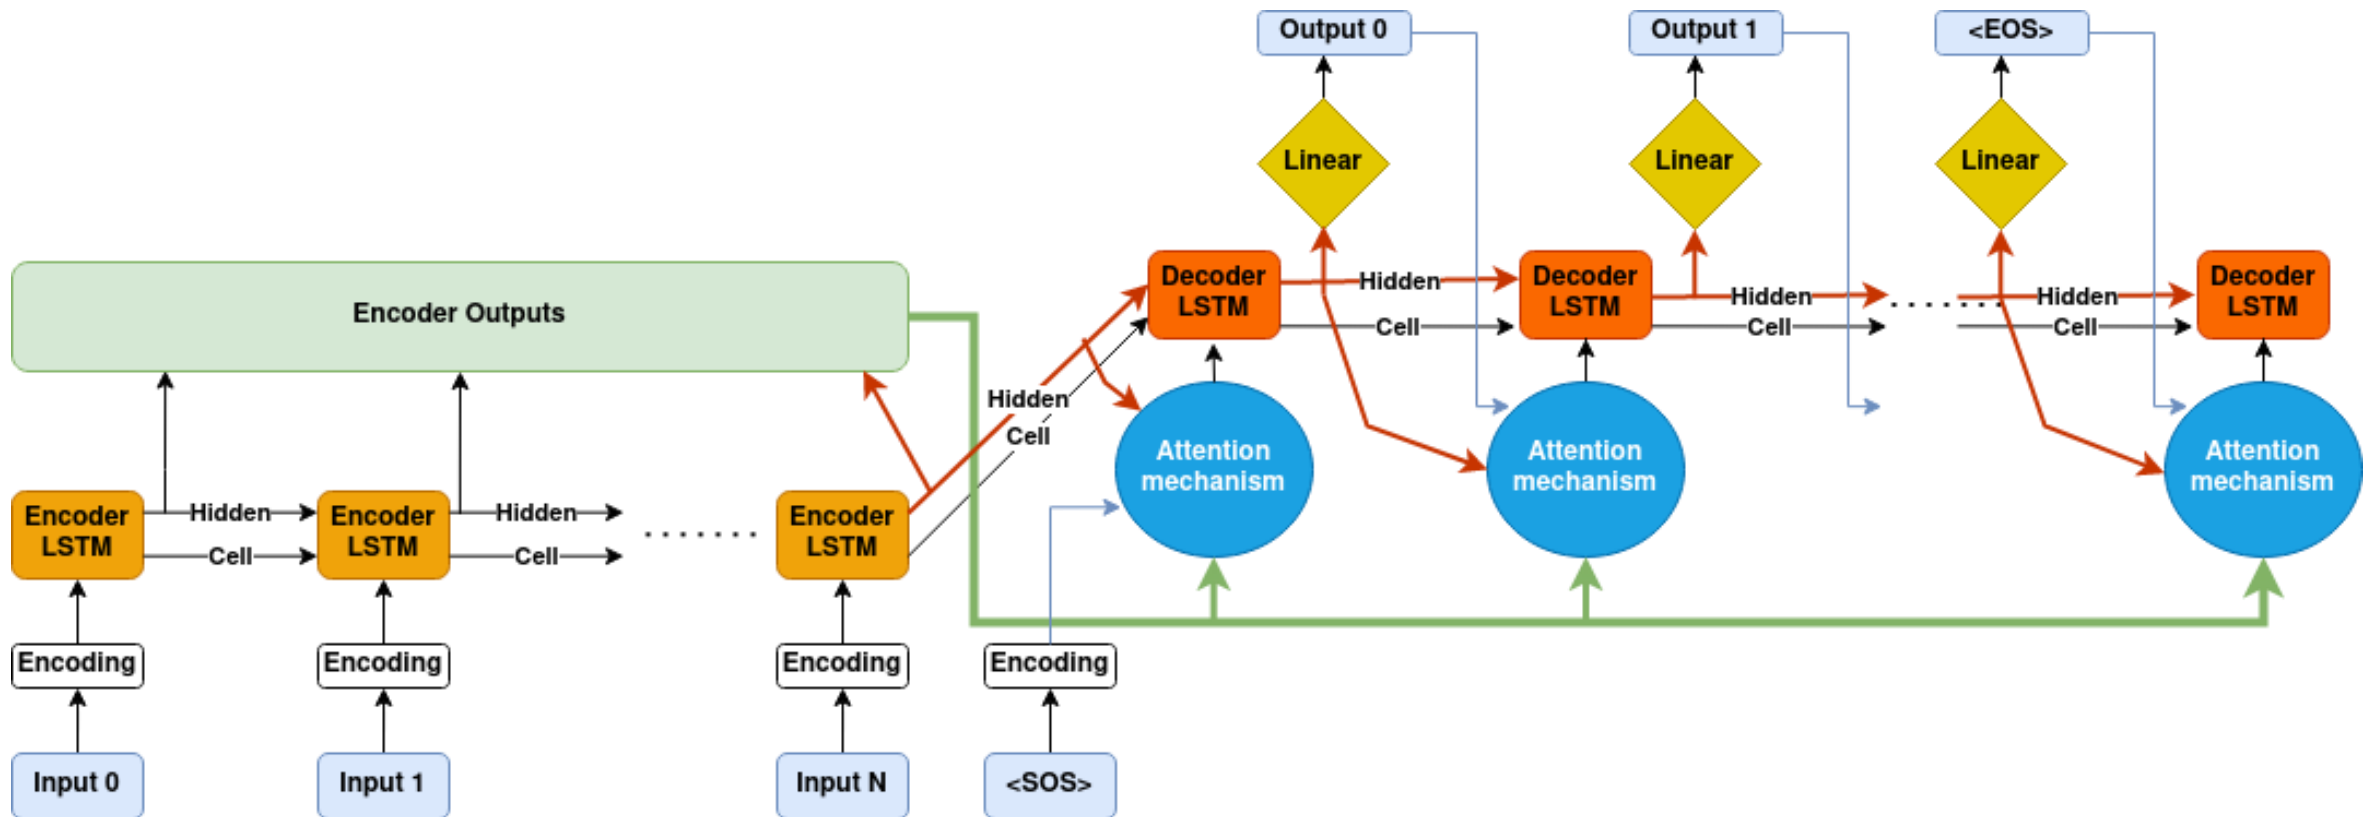 Output 0
Output 1
<EOS>
Linear
Linear
Linear
Encoder Outputs
Decoder
LSTM
Hidden
Cell
Decoder
LSTM
Hidden
Cell
Hidden
Cell
Decoder
LSTM
Hidden
Cell
Attention
mechanism
Attention
mechanism
Attention
mechanism
Encoder
LSTM
Hidden
Cell
Encoder
LSTM
Hidden
Cell
Encoder
LSTM
Encoding
Encoding
Encoding
Encoding
Input 0
Input 1
Input N
<SOS>